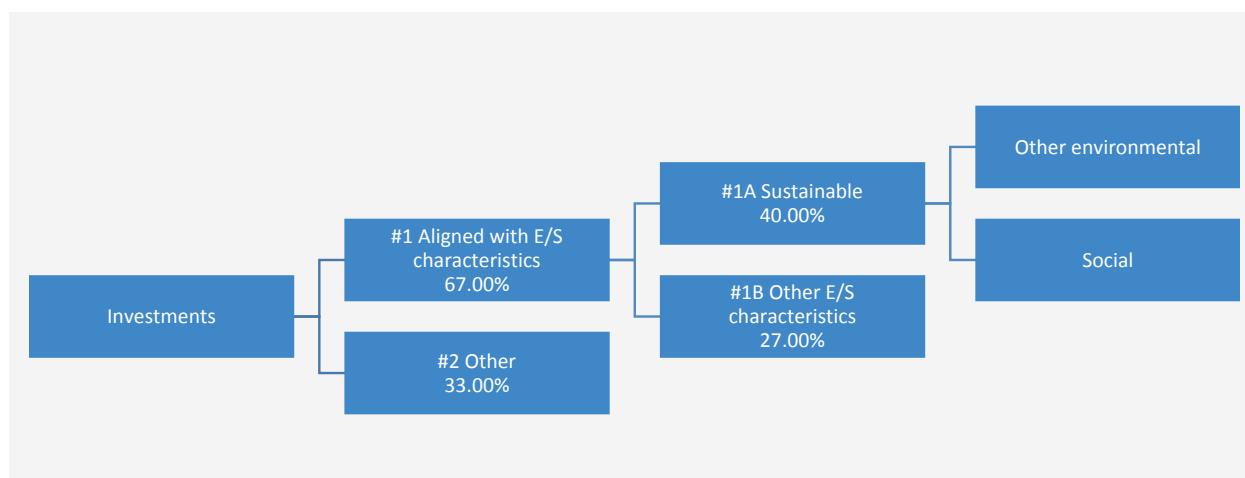 Investments
#1 Aligned with E/S
characteristics
67.00%
#2 Other
33.00%
#1A Sustainable
40.00%
#1B Other E/S
characteristics
27.00%
Other environmental
Social